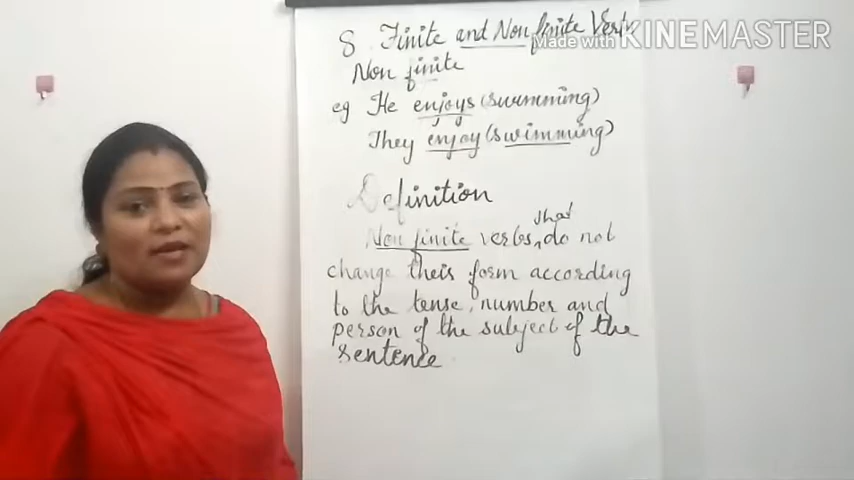 8 Finite and Non finite Verbs
Made with KINEMASTER
Non finite
eg He enjoys (swimming)
They enjoy (swimming)
Definition
that
Non finite verbs, do not
change their form according
to the tense, number and
person of the subject of the
sentence